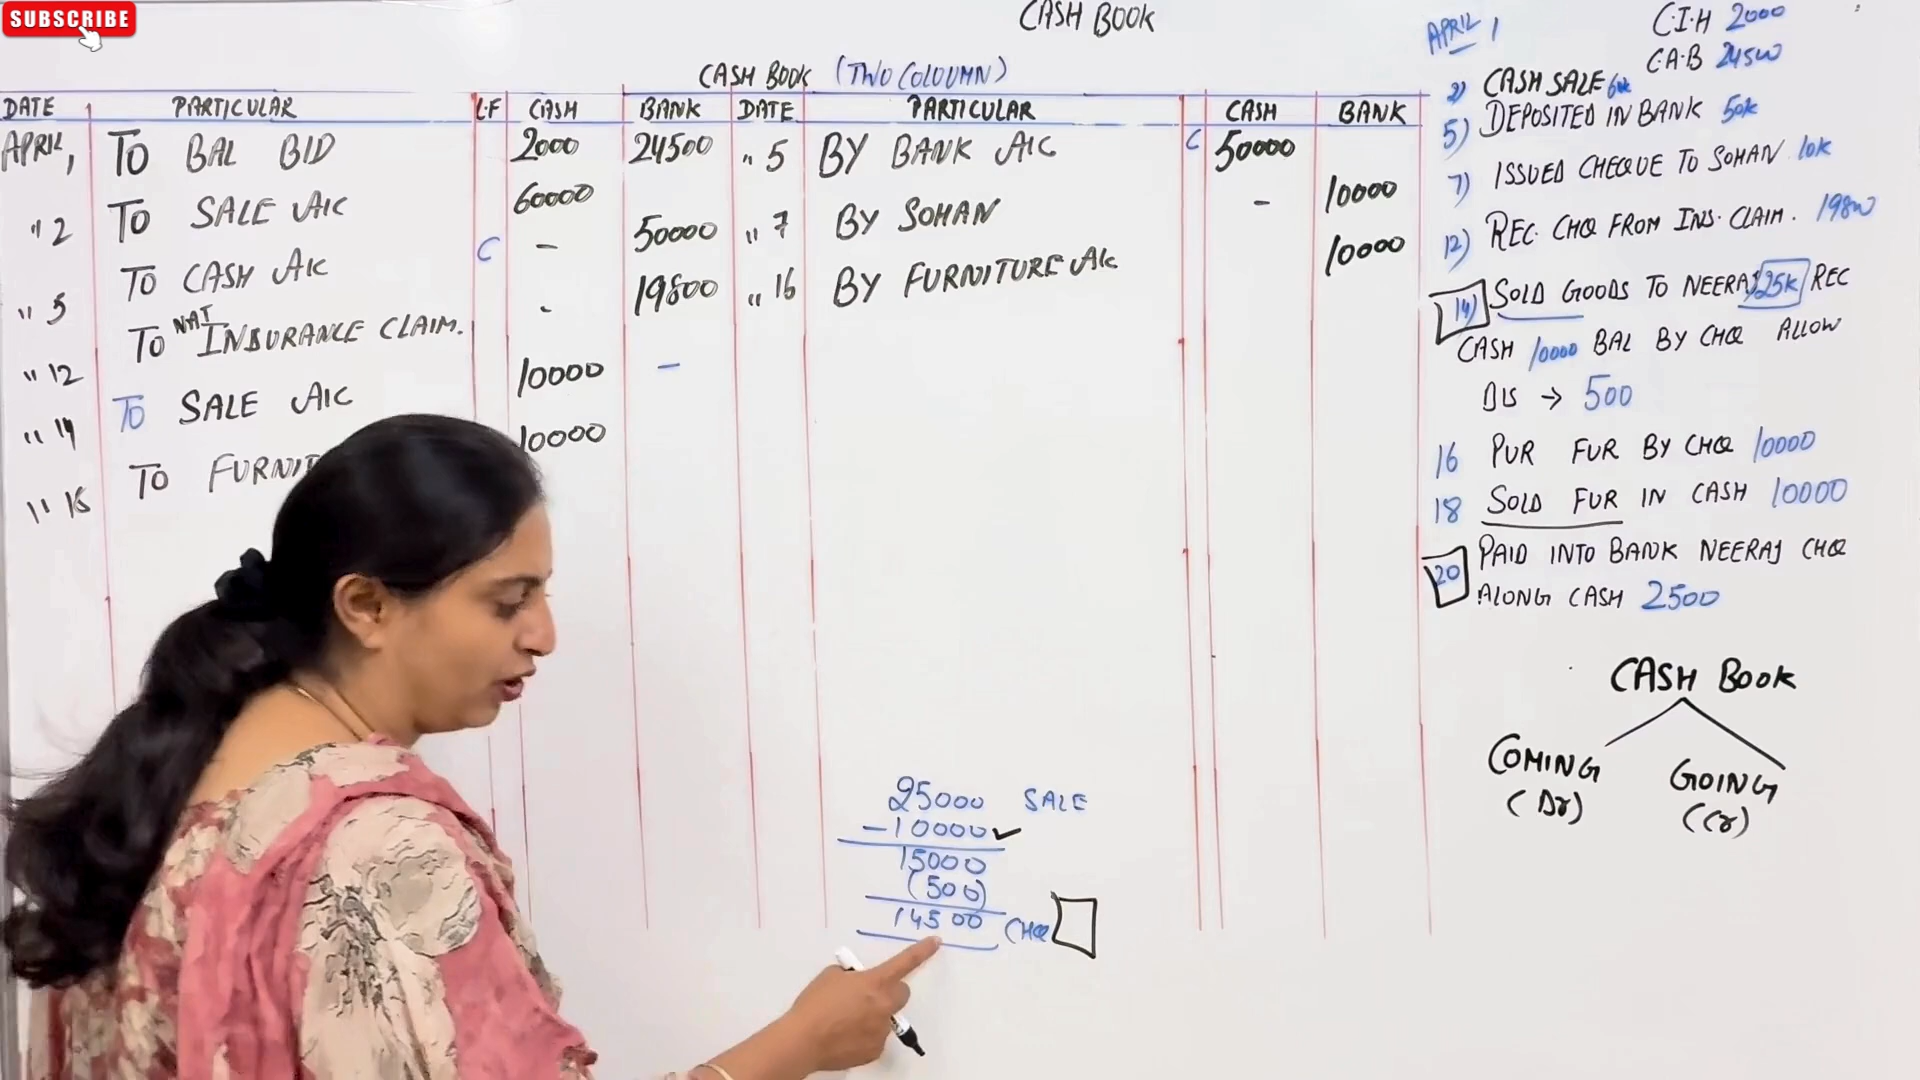 SUBSCRIBE
CASH BOOK
CASH BOOK (TWO COLOUMN)
DATE PARTICULAR L.F CASH BANK DATE PARTICULAR CASH BANK
APRIL, TO BAL B/D 2000 24500 " 5 BY BANK A/C C 50000
" 2 TO SALE A/C 60000 " 7 BY SOHAN - 10000
" 5 TO CASH A/C C - 50000 " 16 BY FURNITURE A/c 10000
" 12 TO NAT INSURANCE CLAIM. - 19800
" 14 TO SALE A/C 10000 -
" 18 TO FURNIT 10000
25000 SALE
-10000 ✓
15000
(500)
14500 CHQ
APRIL 1 C.I.H 2000
C.A.B 24500
2) CASH SALE 60k
5) DEPOSITED IN BANK 50k
7) ISSUED CHEQUE TO SOHAN 10k
12) REC. CHQ FROM INS. CLAIM. 19800
14) SOLD GOODS TO NEERAJ 25K REC
CASH 10000 BAL BY CHQ ALLOW
DIS → 500
16 PUR FUR BY CHQ 10000
18 SOLD FUR IN CASH 10000
20 PAID INTO BANK NEERAJ CHQ
ALONG CASH 2500
CASH BOOK
COMING GOING
(Dr) (Cr)